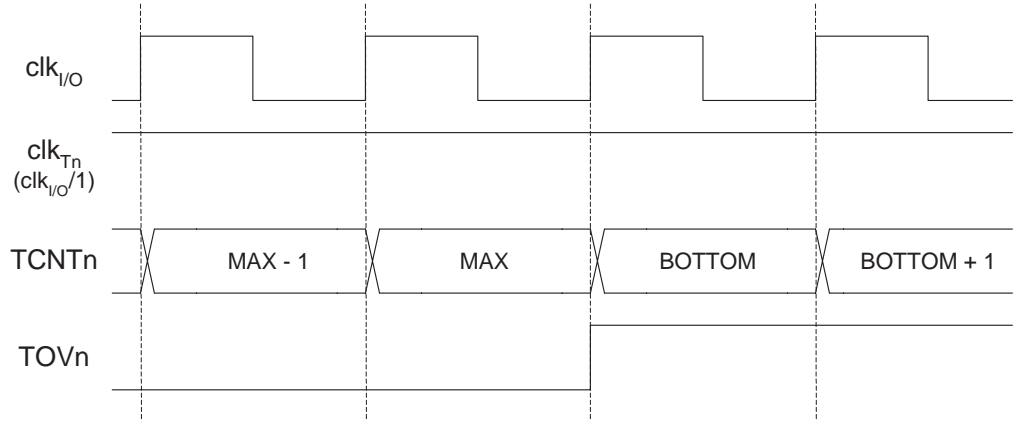 clkI/O
clkTn
(clkI/O/1)
TCNTn
MAX - 1
MAX
BOTTOM
BOTTOM + 1
TOVn